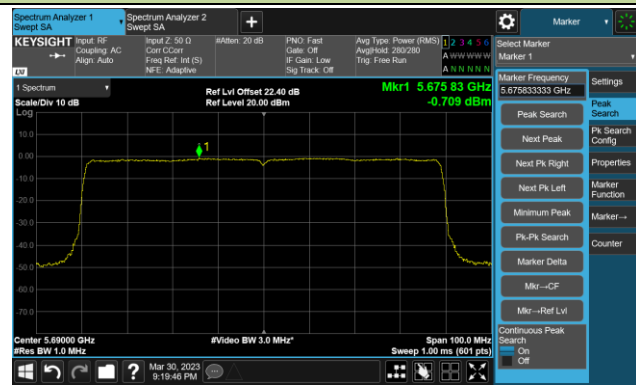 Spectrum Analyzer 1
Swept SA
Spectrum Analyzer 2
Swept SA
+
Marker
KEYSIGHT
Input: RF
Coupling: AC
Align: Auto
Input Z: 50 Ω
Corr CCorr
Freq Ref: Int (S)
NFE: Adaptive
#Atten: 20 dB
PNO: Fast
Gate: Off
IF Gain: Low
Sig Track: Off
Avg Type: Power (RMS)
Avg|Hold: 280/280
Trig: Free Run
1 2 3 4 5 6
A W W W W W
A N N N N N
LXI
Select Marker
Marker 1
1 Spectrum
Scale/Div 10 dB
Log
Ref Lvl Offset 22.40 dB
Ref Level 20.00 dBm
Mkr1 5.675 83 GHz
-0.709 dBm
1
10.0
0.00
-10.0
-20.0
-30.0
-40.0
-50.0
-60.0
-70.0
Center 5.69000 GHz
#Res BW 1.0 MHz
#Video BW 3.0 MHz*
Span 100.0 MHz
Sweep 1.00 ms (601 pts)
Marker Frequency
5.675833333 GHz
Peak Search
Next Peak
Next Pk Right
Next Pk Left
Minimum Peak
Pk-Pk Search
Marker Delta
Mkr→CF
Mkr→Ref Lvl
Continuous Peak
Search
On
Off
Settings
Peak
Search
Pk Search
Config
Properties
Marker
Function
Marker→
Counter
?
Mar 30, 2023
9:19:46 PM